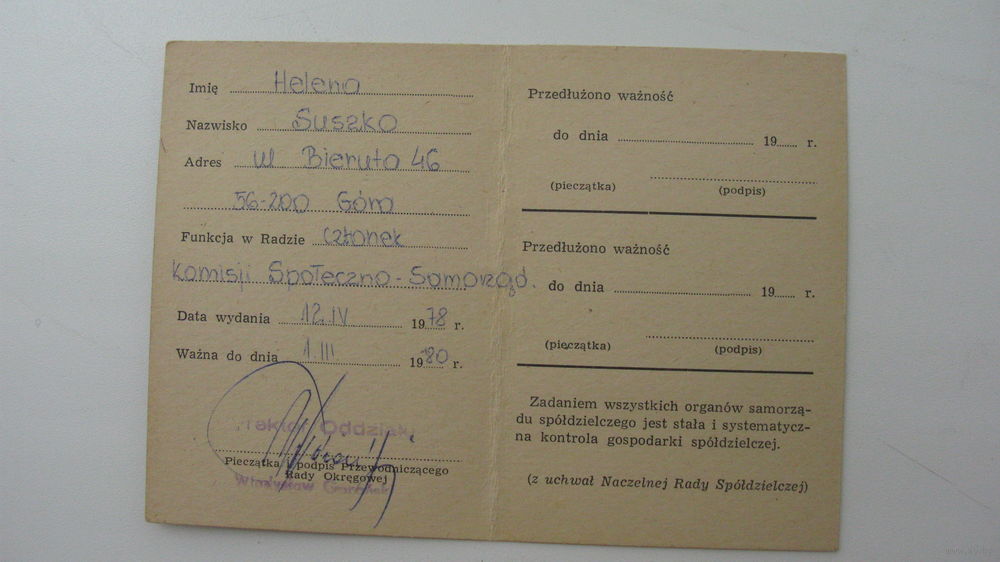 Imię Helena
Nazwisko Suszko
Adres ul Bieruta 46
56-200 Góra
Funkcja w Radzie członek
Komisji Społeczno-Samorząd.
Data wydania 12.IV 1978 r.
Ważna do dnia 1.III 1980 r.
Oddziału
Pieczątka i podpis Przewodniczącego
Rady Okręgowej
Władysław
Przedłużono ważność
do dnia 19 r.
(pieczątka) (podpis)
Przedłużono ważność
do dnia 19 r.
(pieczątka) (podpis)
Zadaniem wszystkich organów samorzą-
du spółdzielczego jest stała i systematycz-
na kontrola gospodarki spółdzielczej.
(z uchwał Naczelnej Rady Spółdzielczej)